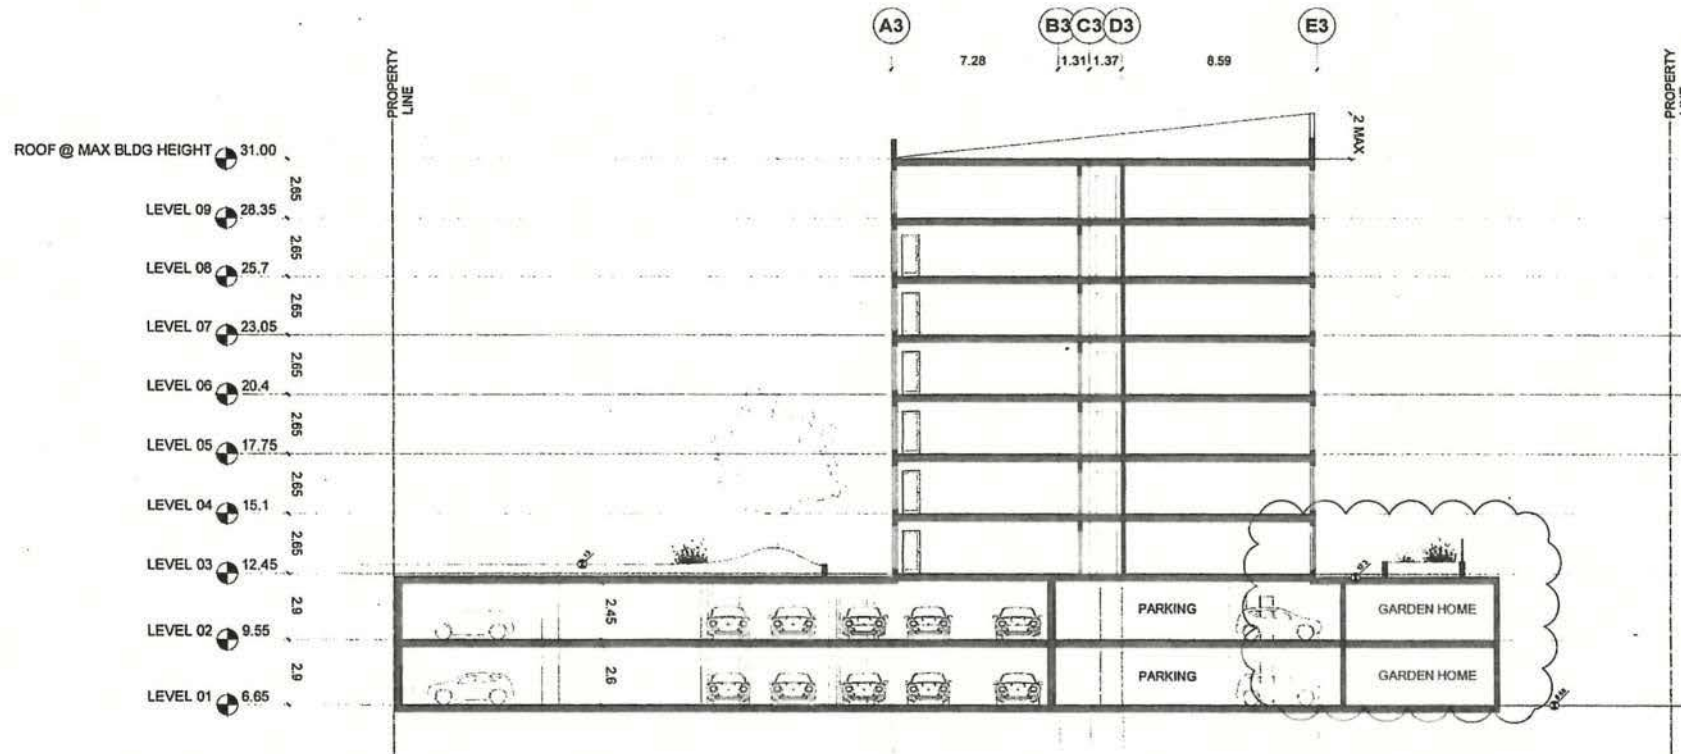 A3 B3 C3 D3 E3
7.28 1.31 1.37 8.59
PROPERTY
LINE
PROPERTY
2 MAX
ROOF @ MAX BLDG HEIGHT 31.00
2.65
LEVEL 09 28.35
2.65
LEVEL 08 25.7
2.65
LEVEL 07 23.05
2.65
LEVEL 06 20.4
2.65
LEVEL 05 17.75
2.65
LEVEL 04 15.1
2.65
LEVEL 03 12.45
2.9 2.45 PARKING GARDEN HOME
LEVEL 02 9.55
2.9 2.6 PARKING GARDEN HOME
LEVEL 01 6.65